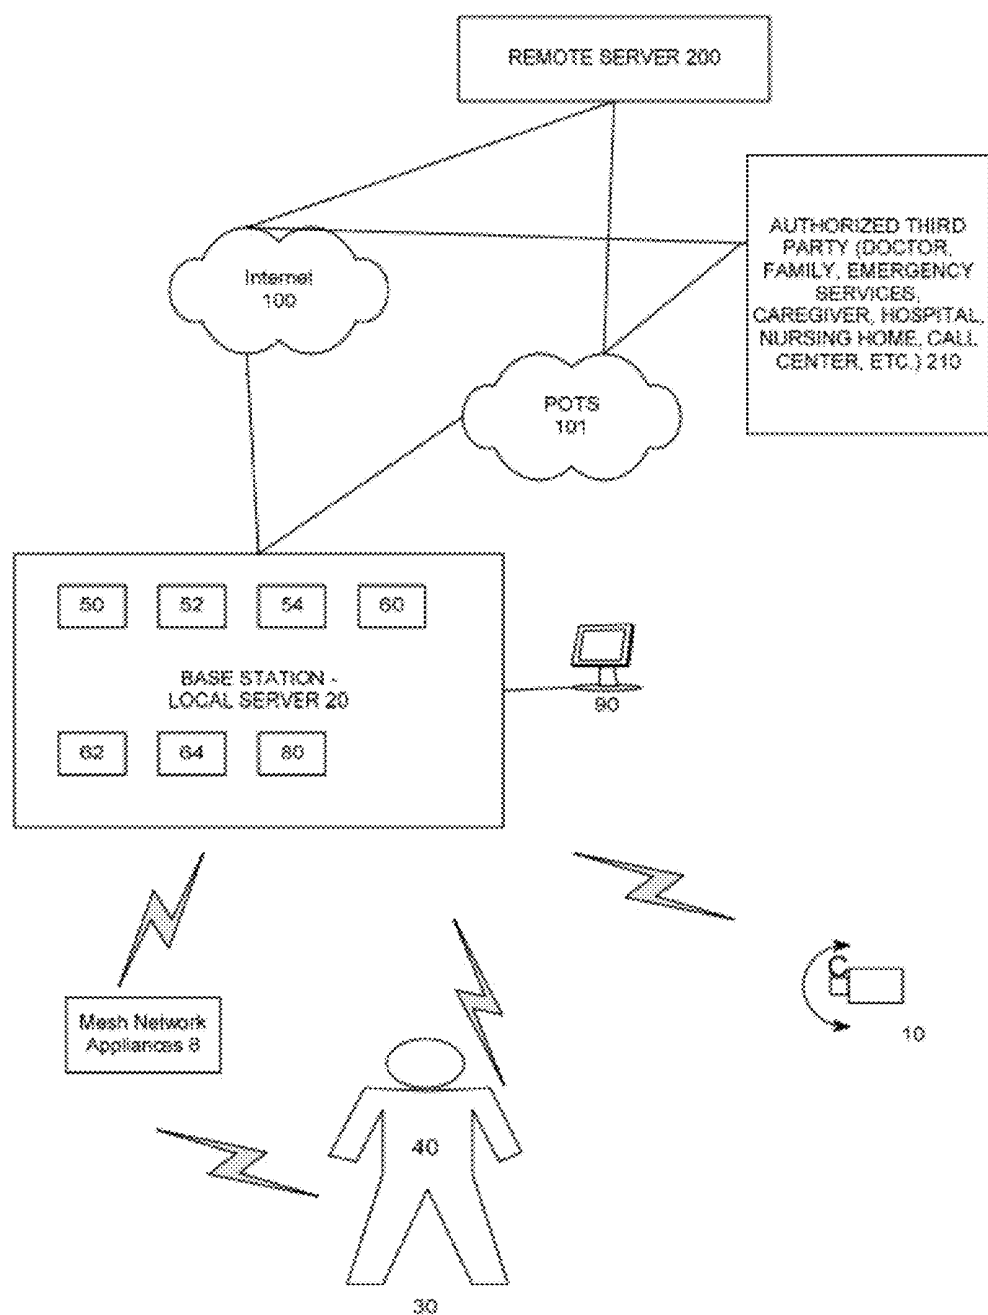 REMOTE SERVER 200
AUTHORIZED THIRD
PARTY (DOCTOR,
FAMILY, EMERGENCY
SERVICES,
CAREGIVER, HOSPITAL,
NURSING HOME, CALL
CENTER, ETC.) 210
Internet
100
POTS
101
50
52
54
60
BASE STATION -
LOCAL SERVER 20
62
64
80
90
C
10
Mesh Network
Appliances 8
40
30